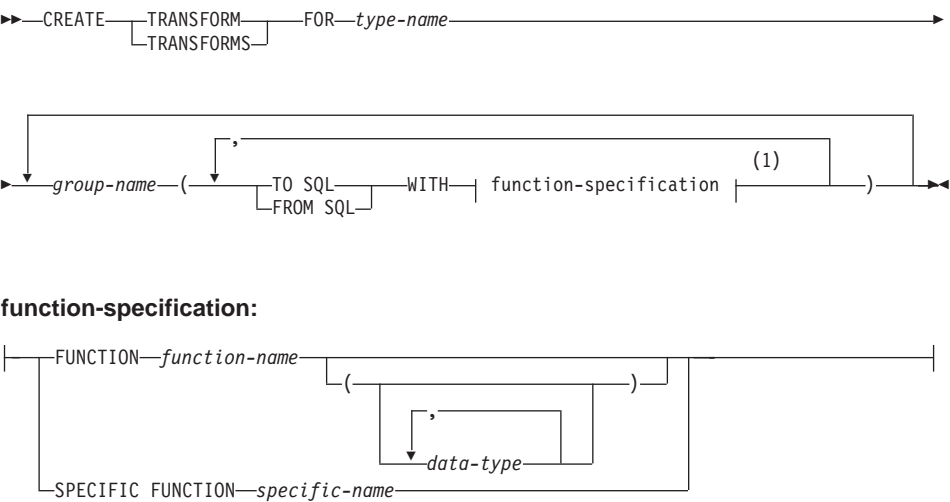 CREATE TRANSFORM FOR type-name
TRANSFORMS
,
(1)
group-name ( TO SQL WITH function-specification )
FROM SQL
function-specification:
FUNCTION function-name
( )
,
data-type
SPECIFIC FUNCTION specific-name